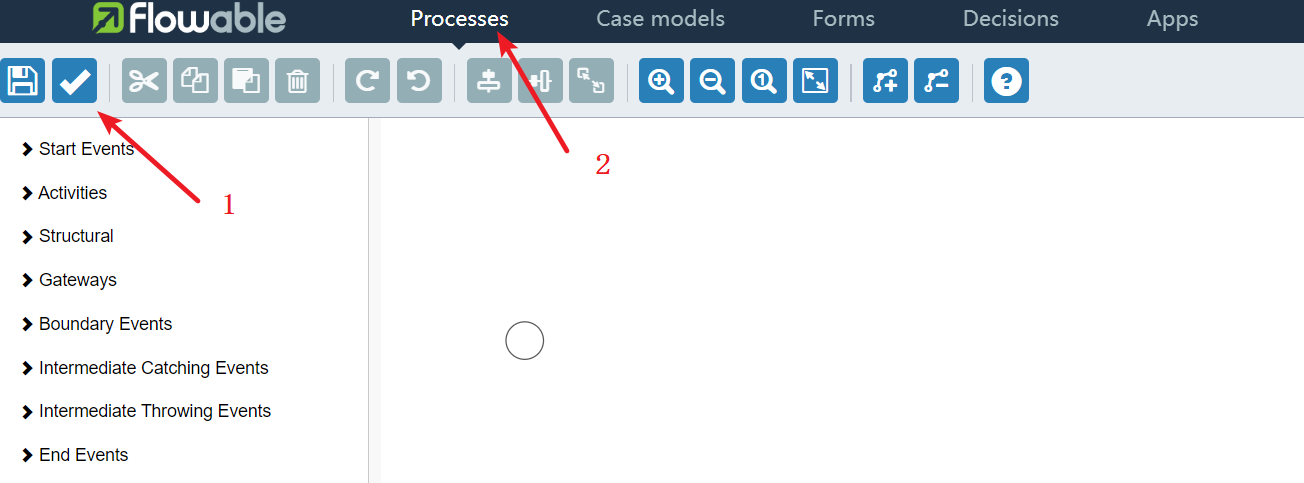 flowable Processes Case models Forms Decisions Apps
1
?
Start Events
2
Activities
1
Structural
Gateways
Boundary Events
Intermediate Catching Events
Intermediate Throwing Events
End Events